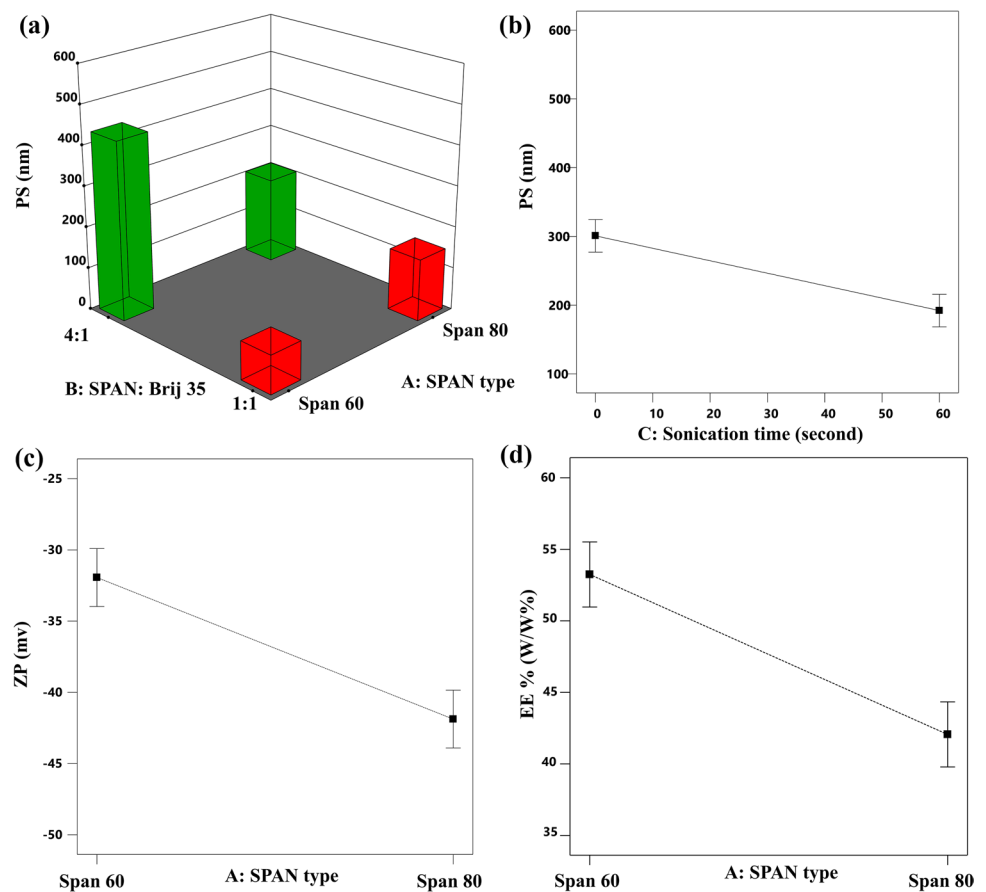 (a)
600
500
400
300
200
100
0
PS (nm)
4:1
1:1
B: SPAN: Brij 35
Span 60
Span 80
A: SPAN type
(b)
600
500
400
300
200
100
PS (nm)
0 10 20 30 40 50 60
C: Sonication time (second)
(c)
-25
-30
-35
-40
-45
-50
ZP (mv)
Span 60 A: SPAN type Span 80
(d)
60
55
50
45
40
35
EE % (W/W%)
Span 60 A: SPAN type Span 80